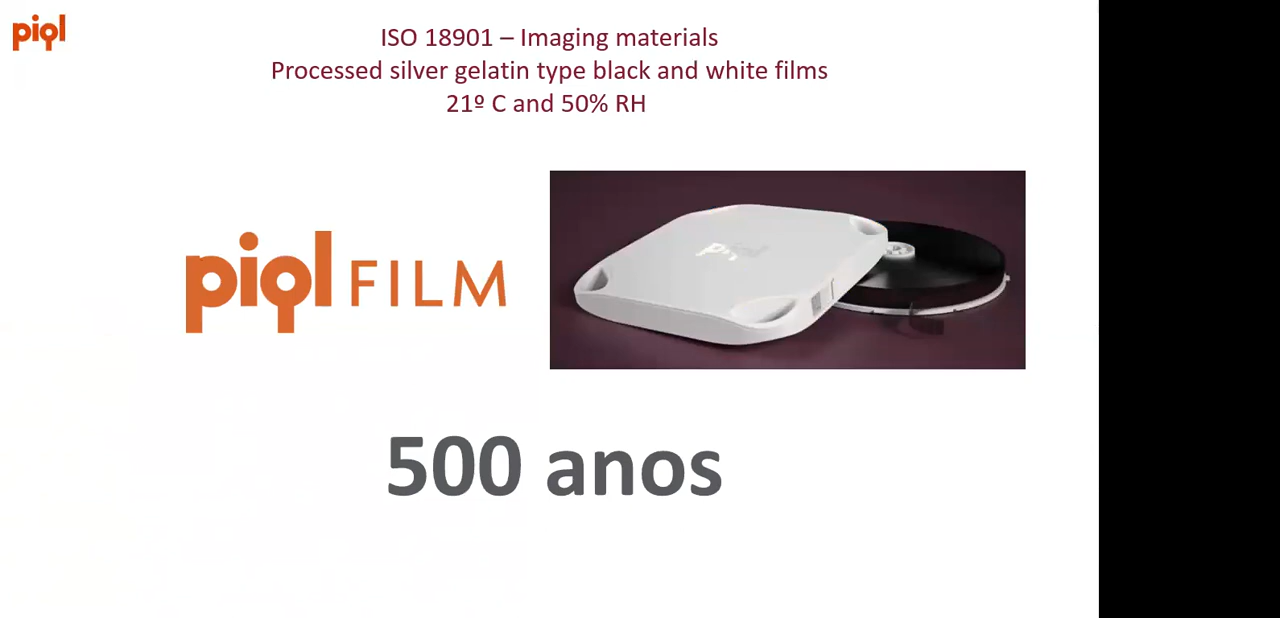 piql
ISO 18901 – Imaging materials
Processed silver gelatin type black and white films
21º C and 50% RH
piql
piql FILM
500 anos